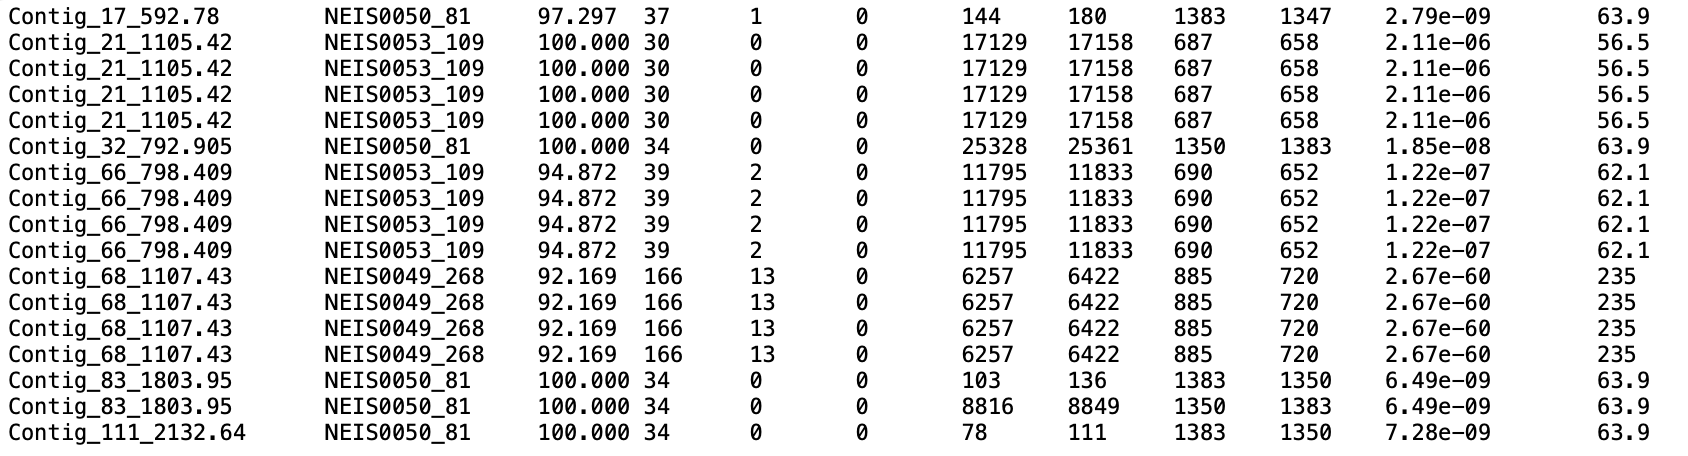 Contig_17_592.78 NEIS0050_81 97.297 37 1 0 144 180 1383 1347 2.79e-09 63.9
Contig_21_1105.42 NEIS0053_109 100.000 30 0 0 17129 17158 687 658 2.11e-06 56.5
Contig_21_1105.42 NEIS0053_109 100.000 30 0 0 17129 17158 687 658 2.11e-06 56.5
Contig_21_1105.42 NEIS0053_109 100.000 30 0 0 17129 17158 687 658 2.11e-06 56.5
Contig_21_1105.42 NEIS0053_109 100.000 30 0 0 17129 17158 687 658 2.11e-06 56.5
Contig_32_792.905 NEIS0050_81 100.000 34 0 0 25328 25361 1350 1383 1.85e-08 63.9
Contig_66_798.409 NEIS0053_109 94.872 39 2 0 11795 11833 690 652 1.22e-07 62.1
Contig_66_798.409 NEIS0053_109 94.872 39 2 0 11795 11833 690 652 1.22e-07 62.1
Contig_66_798.409 NEIS0053_109 94.872 39 2 0 11795 11833 690 652 1.22e-07 62.1
Contig_66_798.409 NEIS0053_109 94.872 39 2 0 11795 11833 690 652 1.22e-07 62.1
Contig_68_1107.43 NEIS0049_268 92.169 166 13 0 6257 6422 885 720 2.67e-60 235
Contig_68_1107.43 NEIS0049_268 92.169 166 13 0 6257 6422 885 720 2.67e-60 235
Contig_68_1107.43 NEIS0049_268 92.169 166 13 0 6257 6422 885 720 2.67e-60 235
Contig_68_1107.43 NEIS0049_268 92.169 166 13 0 6257 6422 885 720 2.67e-60 235
Contig_83_1803.95 NEIS0050_81 100.000 34 0 0 103 136 1383 1350 6.49e-09 63.9
Contig_83_1803.95 NEIS0050_81 100.000 34 0 0 8816 8849 1350 1383 6.49e-09 63.9
Contig_111_2132.64 NEIS0050_81 100.000 34 0 0 78 111 1383 1350 7.28e-09 63.9